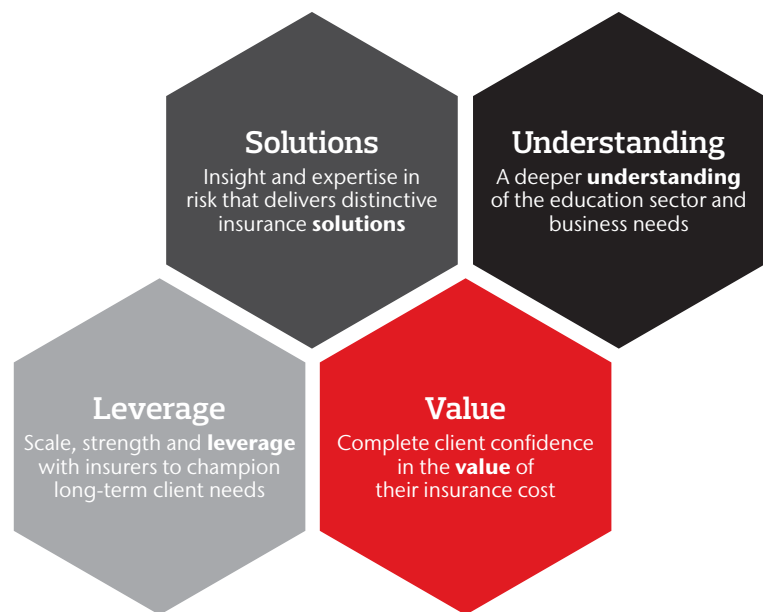 Solutions
Insight and expertise in
risk that delivers distinctive
insurance solutions
Understanding
A deeper understanding
of the education sector and
business needs
Leverage
Scale, strength and leverage
with insurers to champion
long-term client needs
Value
Complete client confidence
in the value of
their insurance cost